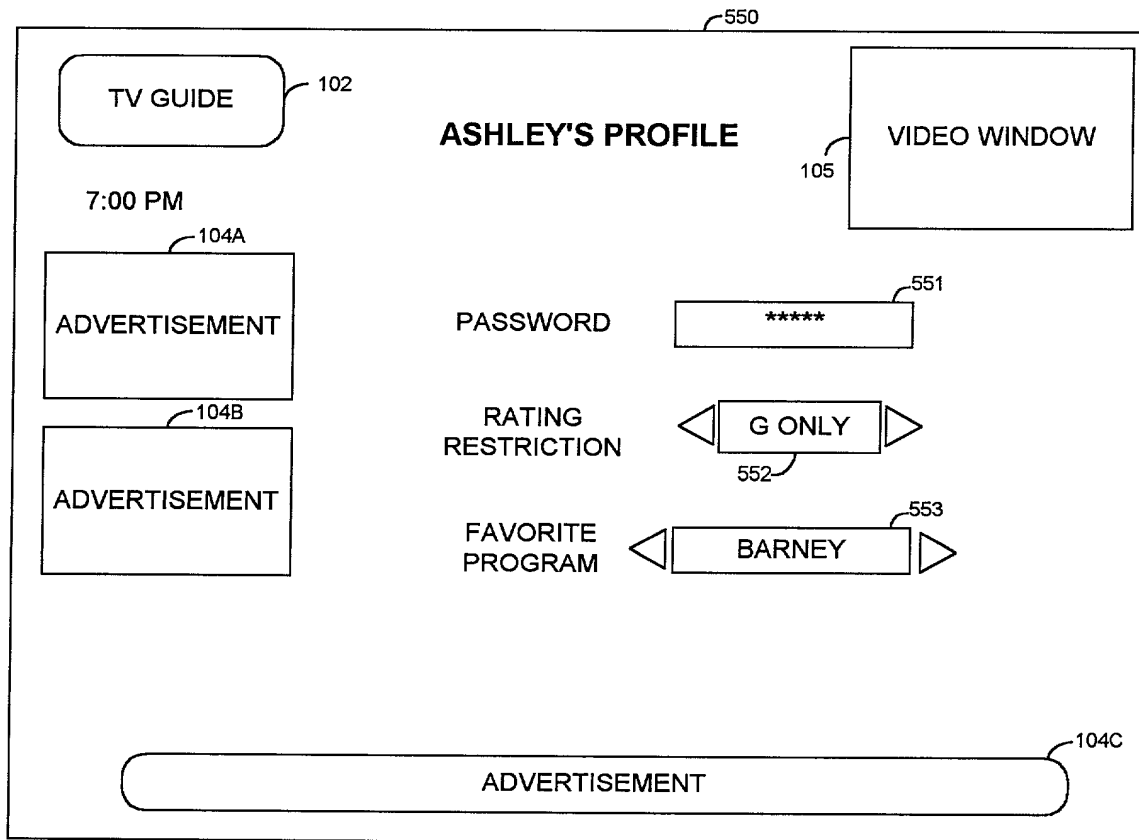 550
TV GUIDE
102
ASHLEY'S PROFILE
VIDEO WINDOW
105
7:00 PM
104A
ADVERTISEMENT
551
PASSWORD
*****
104B
ADVERTISEMENT
RATING
RESTRICTION
G ONLY
552
553
FAVORITE
PROGRAM
BARNEY
104C
ADVERTISEMENT